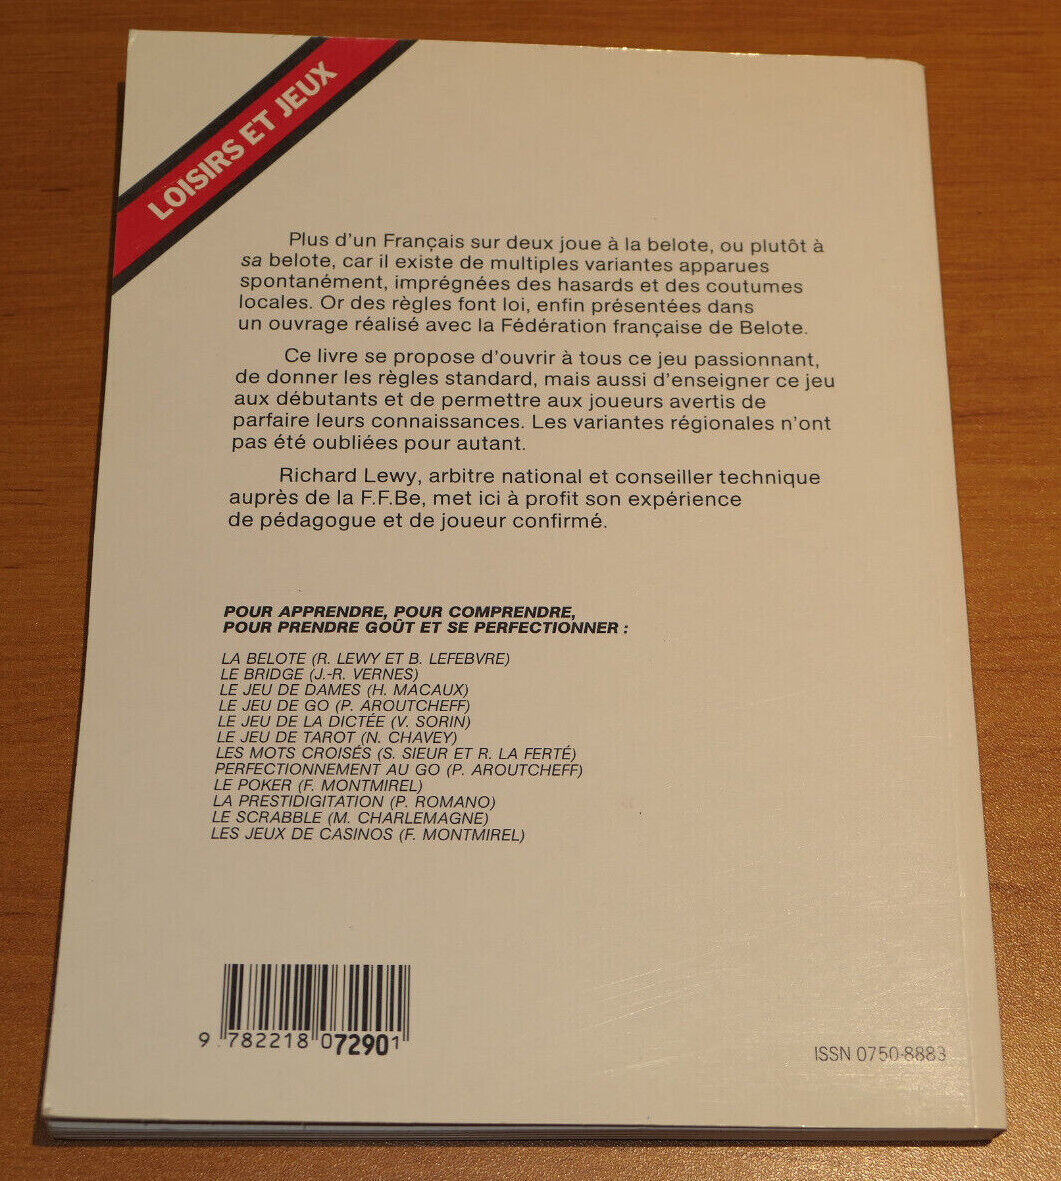 LOISIRS ET JEUX
Plus d'un Français sur deux joue à la belote, ou plutôt à
sa belote, car il existe de multiples variantes apparues
spontanément, imprégnées des hasards et des coutumes
locales. Or des règles font loi, enfin présentées dans
un ouvrage réalisé avec la Fédération française de Belote.
Ce livre se propose d'ouvrir à tous ce jeu passionnant,
de donner les règles standard, mais aussi d'enseigner ce jeu
aux débutants et de permettre aux joueurs avertis de
parfaire leurs connaissances. Les variantes régionales n'ont
pas été oubliées pour autant.
Richard Lewy, arbitre national et conseiller technique
auprès de la F.F.Be, met ici à profit son expérience
de pédagogue et de joueur confirmé.
POUR APPRENDRE, POUR COMPRENDRE,
POUR PRENDRE GOÛT ET SE PERFECTIONNER :
LA BELOTE (R. LEWY ET B. LEFEBVRE)
LE BRIDGE (J.-R. VERNES)
LE JEU DE DAMES (H. MACAUX)
LE JEU DE GO (P. AROUTCHEFF)
LE JEU DE LA DICTÉE (V. SORIN)
LE JEU DE TAROT (N. CHAVEY)
LES MOTS CROISÉS (S. SIEUR ET R. LA FERTÉ)
PERFECTIONNEMENT AU GO (P. AROUTCHEFF)
LE POKER (F. MONTMIREL)
LA PRESTIDIGITATION (P. ROMANO)
LE SCRABBLE (M. CHARLEMAGNE)
LES JEUX DE CASINOS (F. MONTMIREL)
9 782218 072901
ISSN 0750-8883